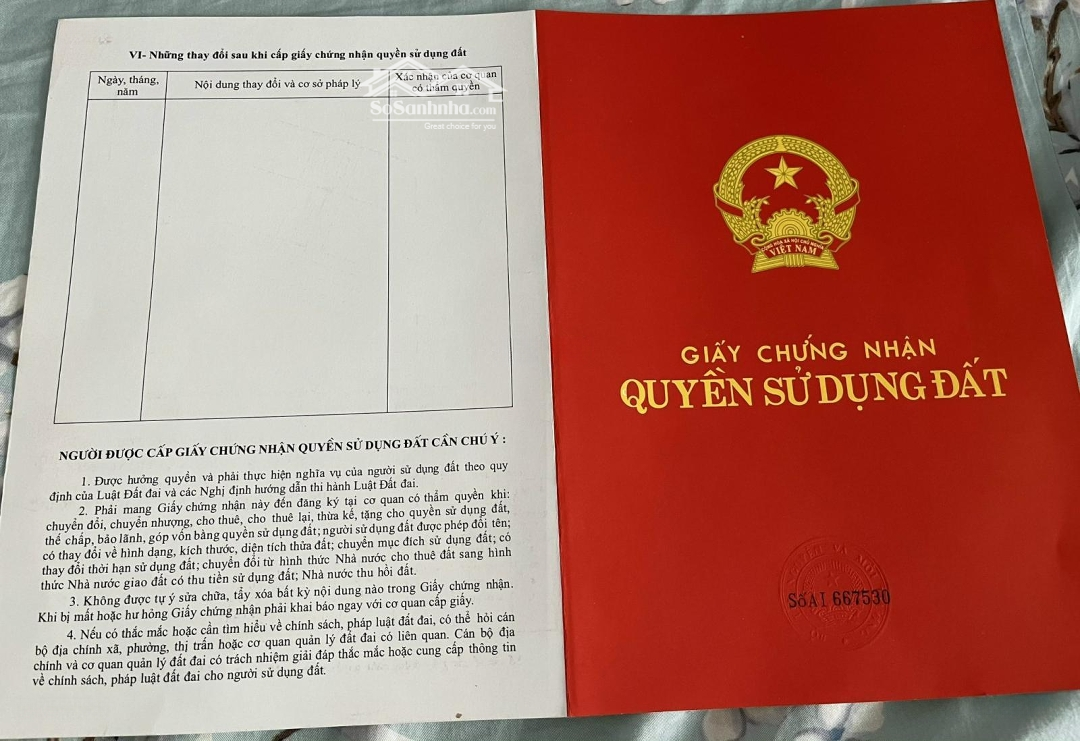 VI- Những thay đổi sau khi cấp giấy chứng nhận quyền sử dụng đất
Ngày, tháng,
năm
Nội dung thay đổi và cơ sở pháp lý
Xác nhận của cơ quan
có thẩm quyền
SoSanhnha.com
Great choice for you
NGƯỜI ĐƯỢC CẤP GIẤY CHỨNG NHẬN QUYỀN SỬ DỤNG ĐẤT CẦN CHÚ Ý :
1. Được hưởng quyền và phải thực hiện nghĩa vụ của người sử dụng đất theo quy
định của Luật Đất đai và các Nghị định hướng dẫn thi hành Luật Đất đai.
2. Phải mang Giấy chứng nhận này đến đăng ký tại cơ quan có thẩm quyền khi:
chuyển đổi, chuyển nhượng, cho thuê, cho thuê lại, thừa kế, tặng cho quyền sử dụng đất,
thế chấp, bảo lãnh, góp vốn bằng quyền sử dụng đất; người sử dụng đất được phép đổi tên;
có thay đổi về hình dạng, kích thước, diện tích thửa đất; chuyển mục đích sử dụng đất; có
thay đổi thời hạn sử dụng đất; chuyển đổi từ hình thức Nhà nước cho thuê đất sang hình
thức Nhà nước giao đất có thu tiền sử dụng đất; Nhà nước thu hồi đất.
3. Không được tự ý sửa chữa, tẩy xóa bất kỳ nội dung nào trong Giấy chứng nhận.
Khi bị mất hoặc hư hỏng Giấy chứng nhận phải khai báo ngay với cơ quan cấp giấy.
4. Nếu có thắc mắc hoặc cần tìm hiểu về chính sách, pháp luật đất đai, có thể hỏi cán
bộ địa chính xã, phường, thị trấn hoặc cơ quan quản lý đất đai có liên quan. Cán bộ địa
chính và cơ quan quản lý đất đai có trách nhiệm giải đáp thắc mắc hoặc cung cấp thông tin
về chính sách, pháp luật đất đai cho người sử dụng đất.
CỘNG HÒA XÃ HỘI CHỦ NGHĨA
VIỆT NAM
GIẤY CHỨNG NHẬN
QUYỀN SỬ DỤNG ĐẤT
Số AI 667530